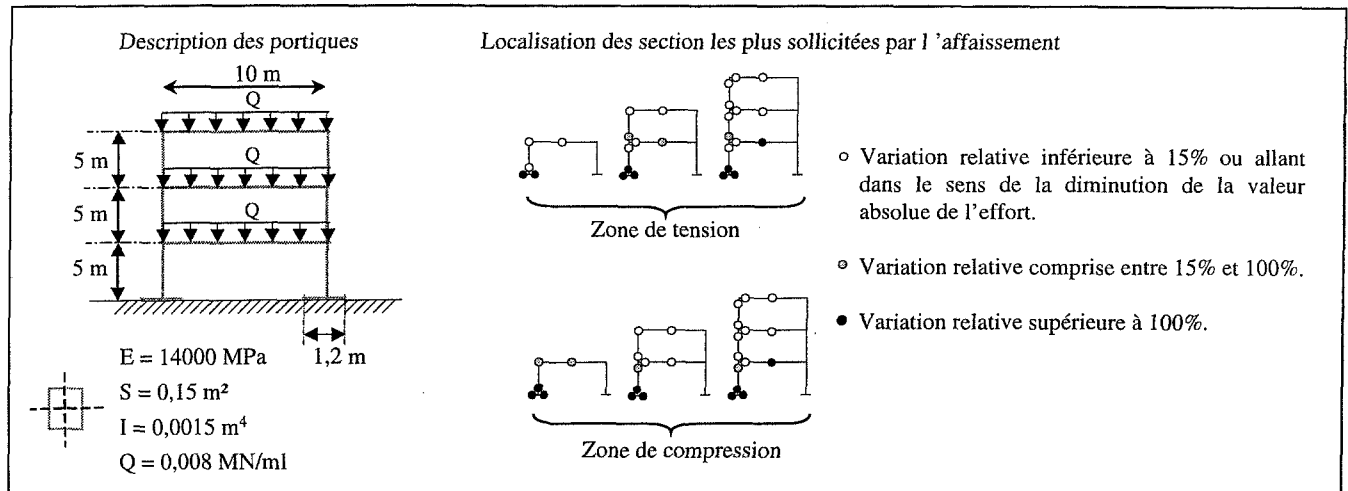 Description des portiques
Localisation des section les plus sollicitées par l 'affaissement
10 m
Q
5 m
Q
5 m
Q
5 m
1,2 m
E = 14000 MPa
S = 0,15 m²
I = 0,0015 m⁴
Q = 0,008 MN/ml
Zone de tension
Zone de compression
Variation relative inférieure à 15% ou allant
dans le sens de la diminution de la valeur
absolue de l'effort.
Variation relative comprise entre 15% et 100%.
Variation relative supérieure à 100%.